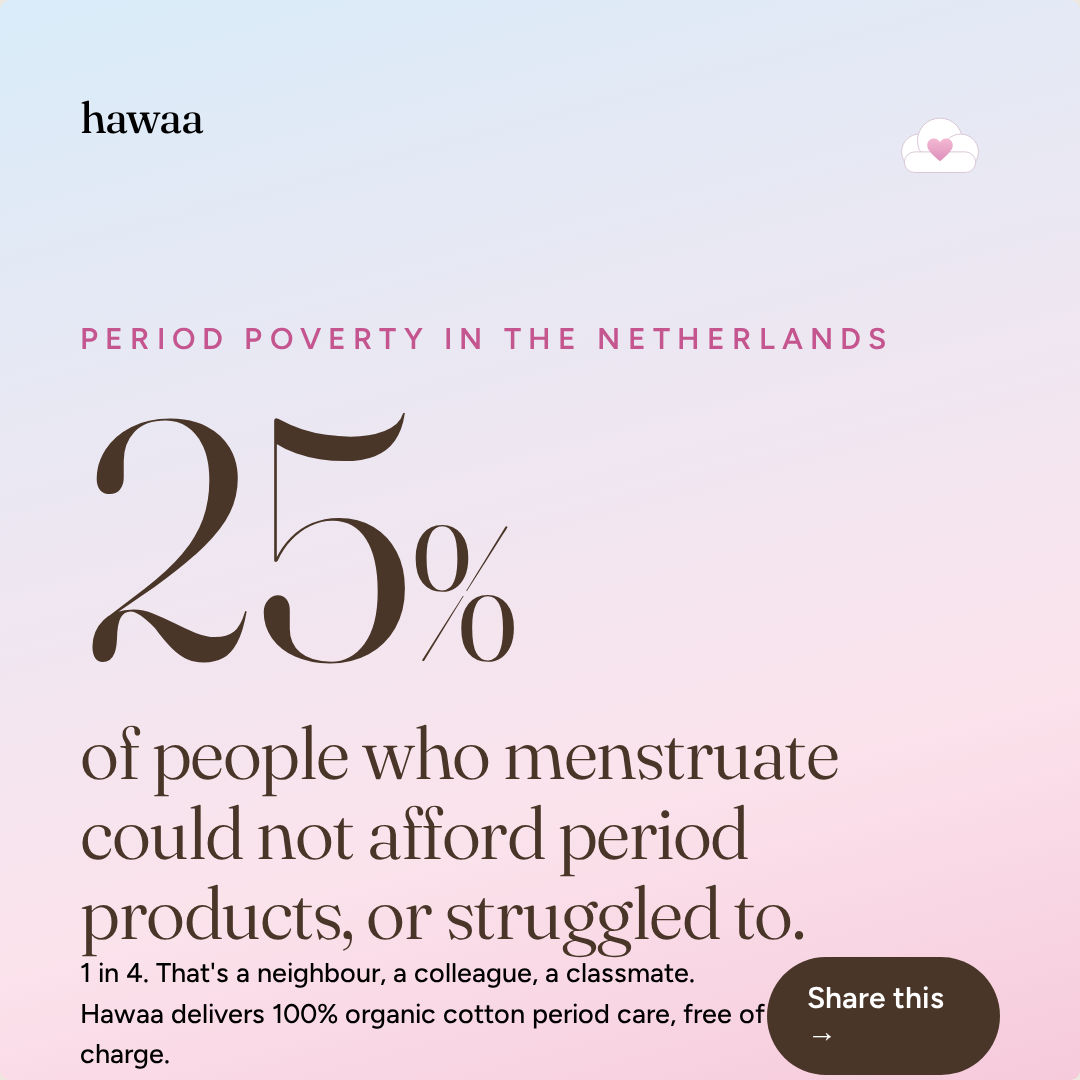 hawaa
PERIOD POVERTY IN THE NETHERLANDS
25%
of people who menstruate
could not afford period
products, or struggled to.
1 in 4. That's a neighbour, a colleague, a classmate.
Hawaa delivers 100% organic cotton period care, free of
charge.
Share this
→